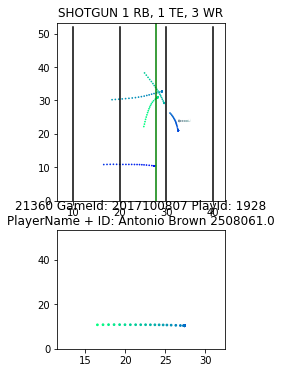 SHOTGUN 1 RB, 1 TE, 3 WR
50
40
30
20
10
0
10 20 30 40
21360 GameId: 2017100807 PlayId: 1928
PlayerName + ID: Antonio Brown 2508061.0
40
20
0
15 20 25 30